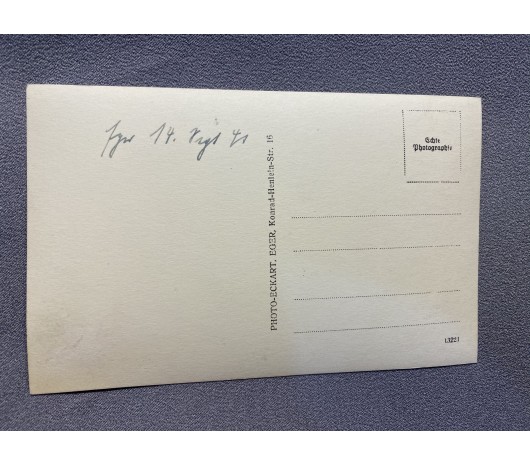 Eger 14. Sept 41
PHOTO-ECKART, EGER, Konrad-Henlein-Str. 16
Echte
Photographie
13221